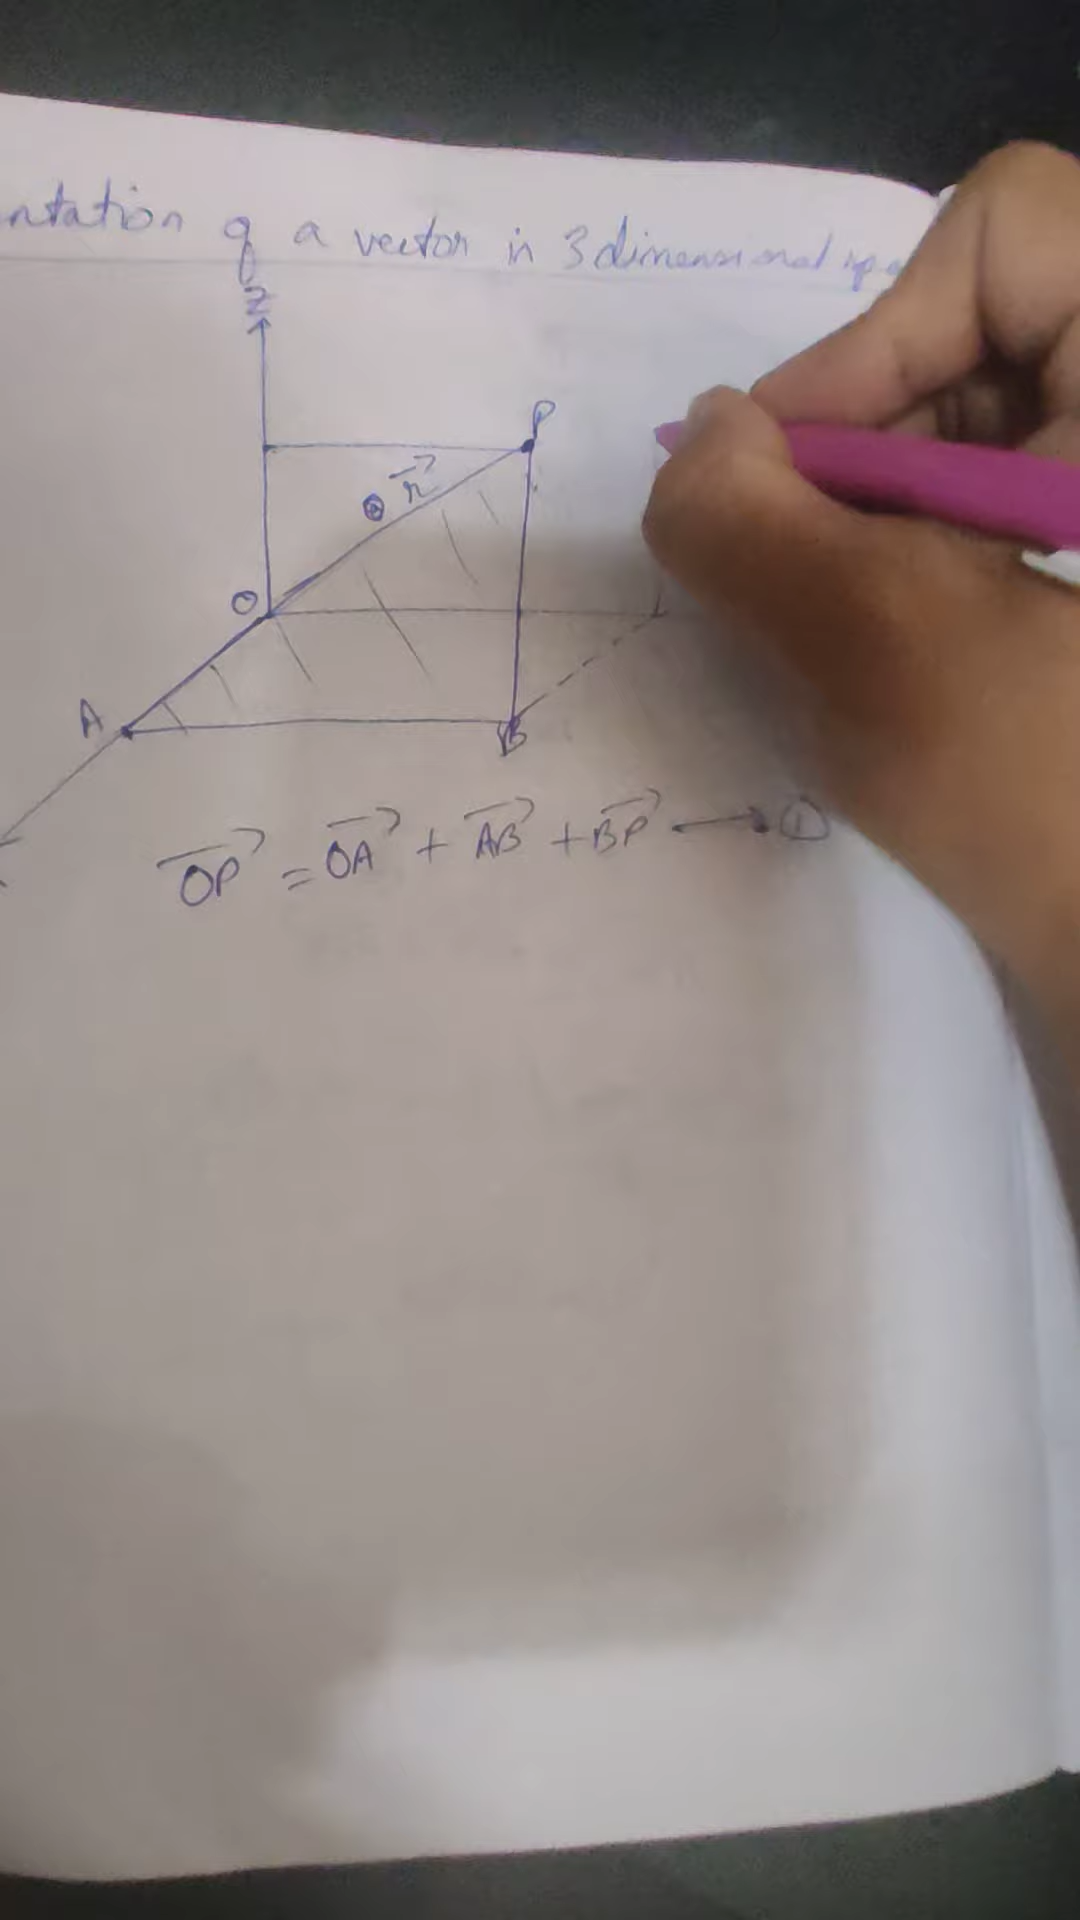 ntation of a vector in 3 dimensional
Z
P
r⃗
O
A
B
OP⃗ = OA⃗ + AB⃗ + BP⃗ → ①